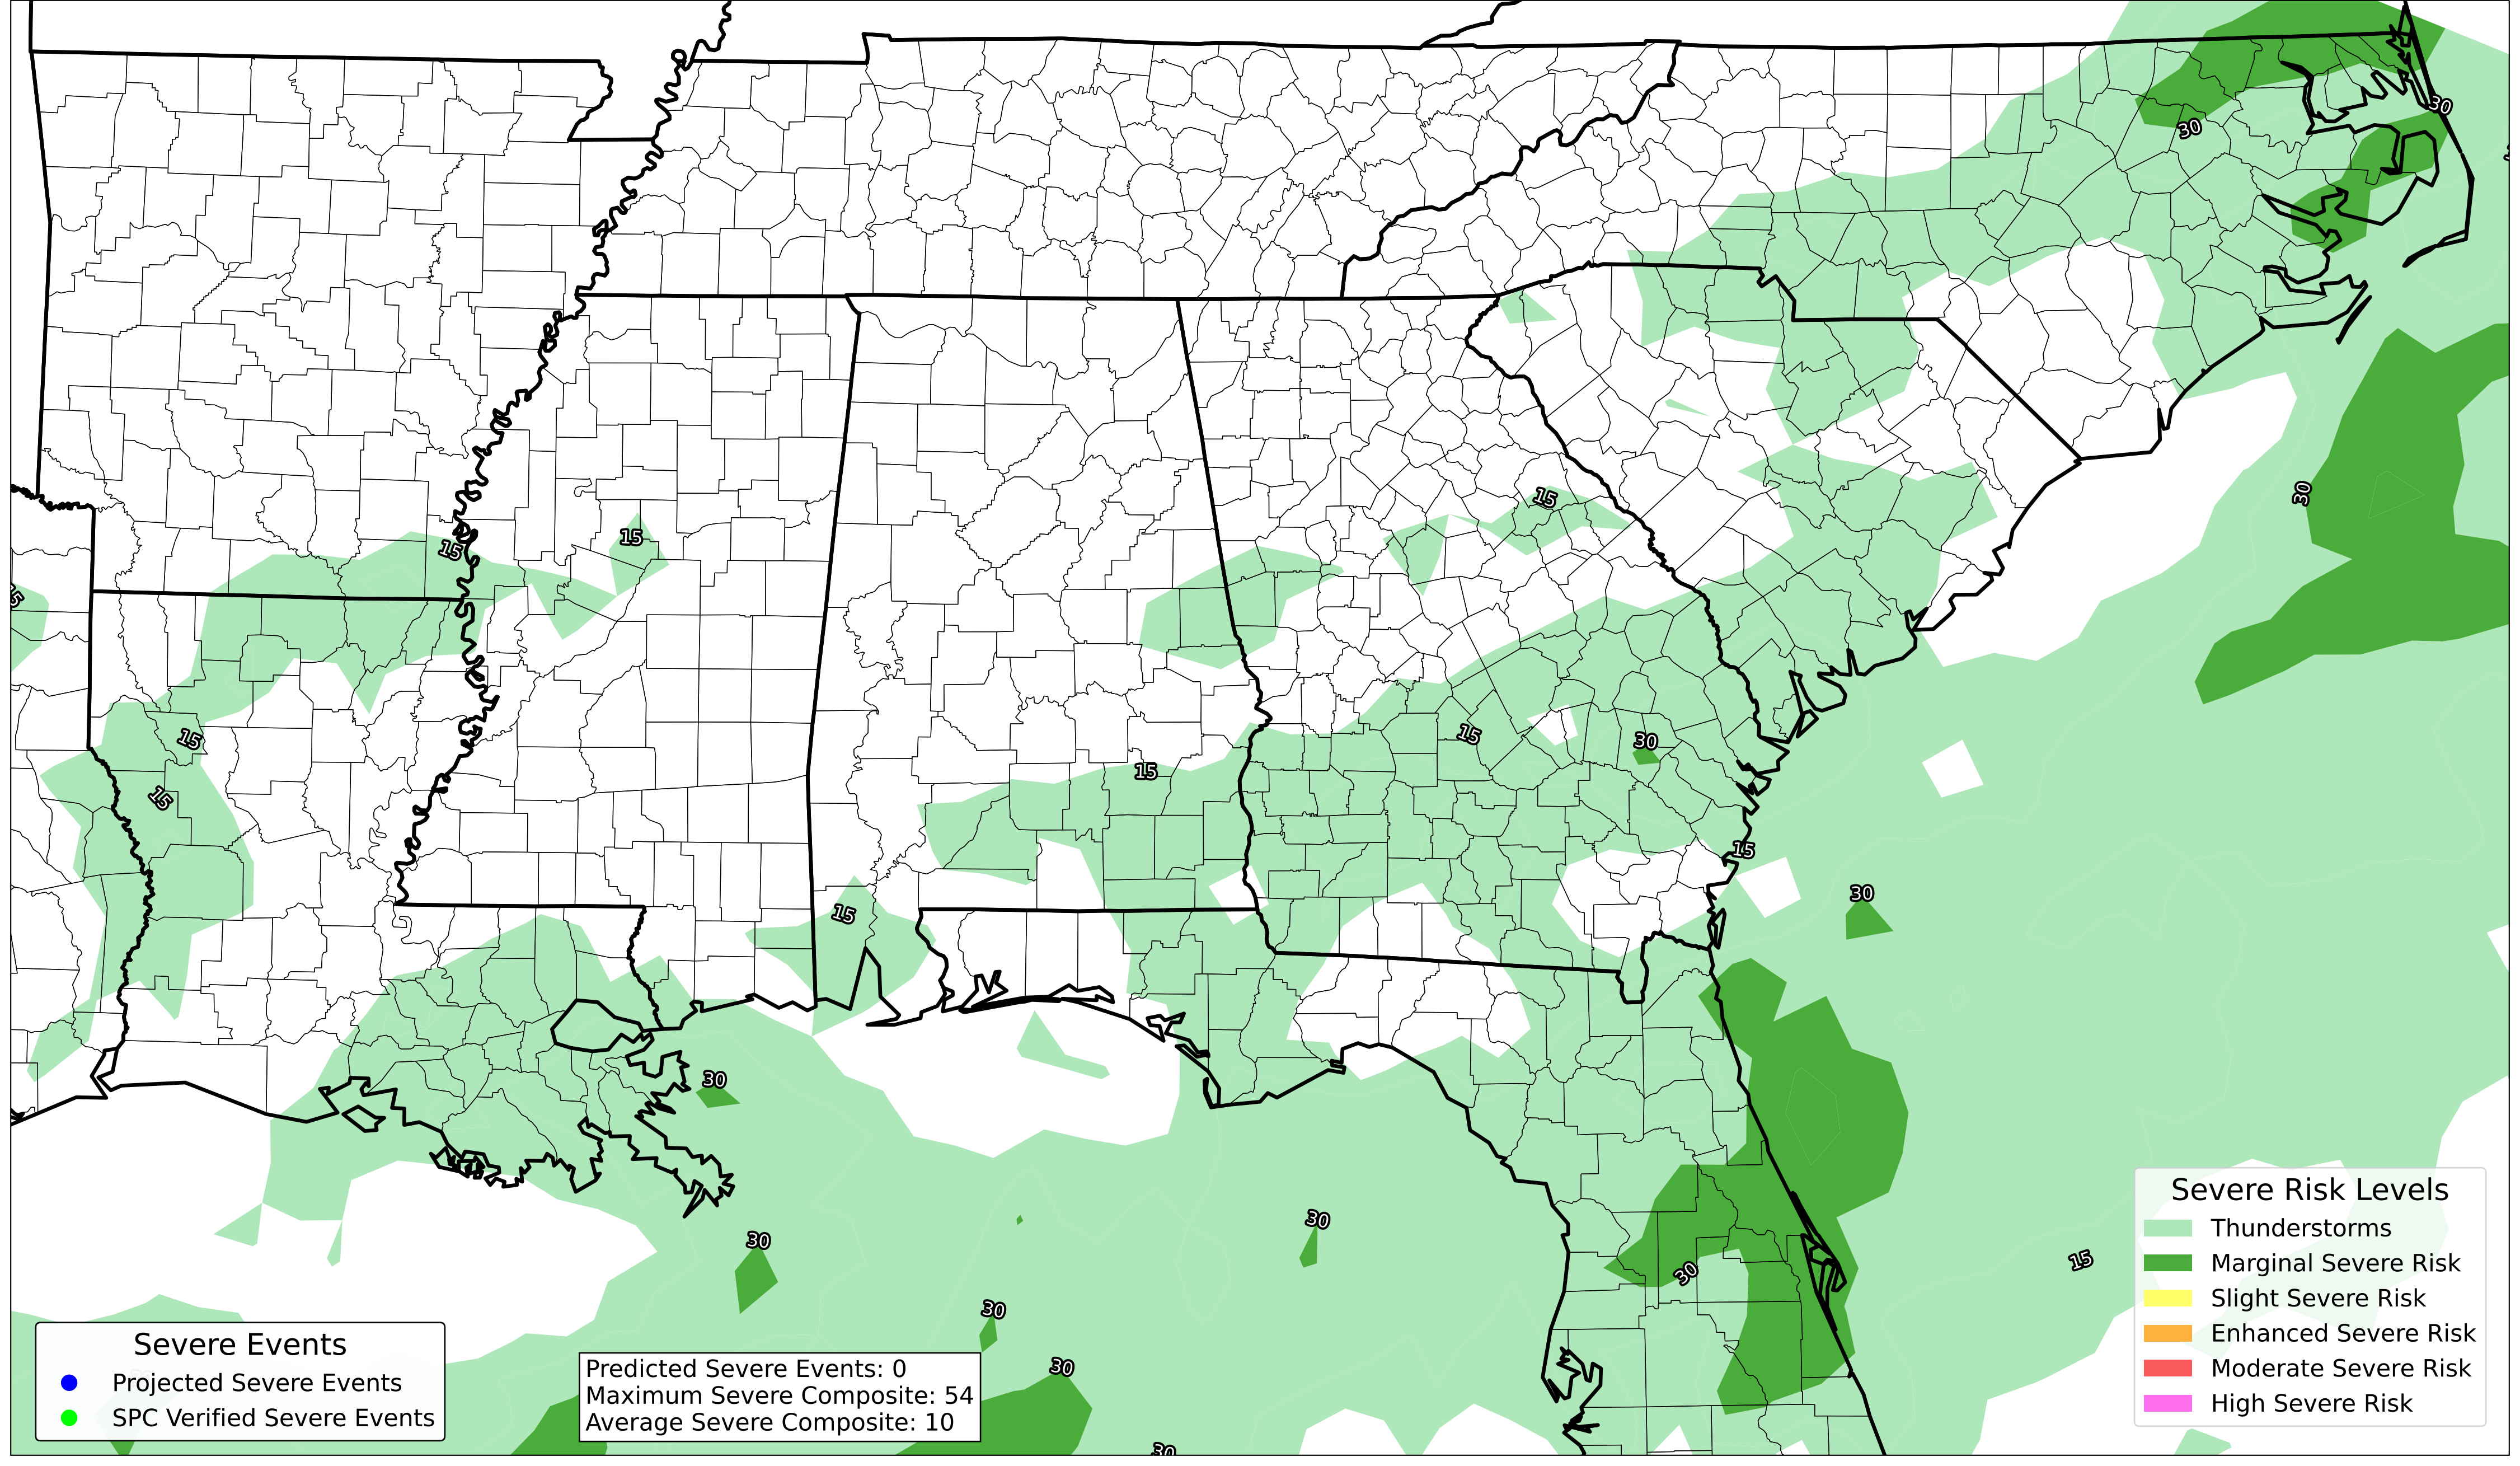 30
30
30
15
15
15
15
15
15
30
15
15
15
15
30
15
30
30
30
15
30
30
30
30
Severe Risk Levels
Thunderstorms
Marginal Severe Risk
Slight Severe Risk
Enhanced Severe Risk
Moderate Severe Risk
High Severe Risk
Severe Events
Projected Severe Events
SPC Verified Severe Events
Predicted Severe Events: 0
Maximum Severe Composite: 54
Average Severe Composite: 10